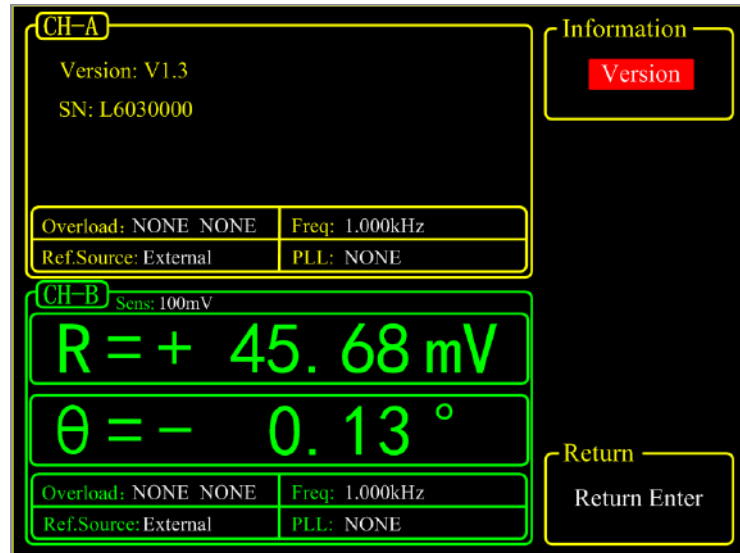 CH-A
Version: V1.3
SN: L6030000
Overload: NONE NONE
Freq: 1.000kHz
Ref.Source: External
PLL: NONE
CH-B Sens: 100mV
R=+ 45.68 mV
θ=- 0.13 °
Overload: NONE NONE
Freq: 1.000kHz
Ref.Source: External
PLL: NONE
Information
Version
Return
Return Enter